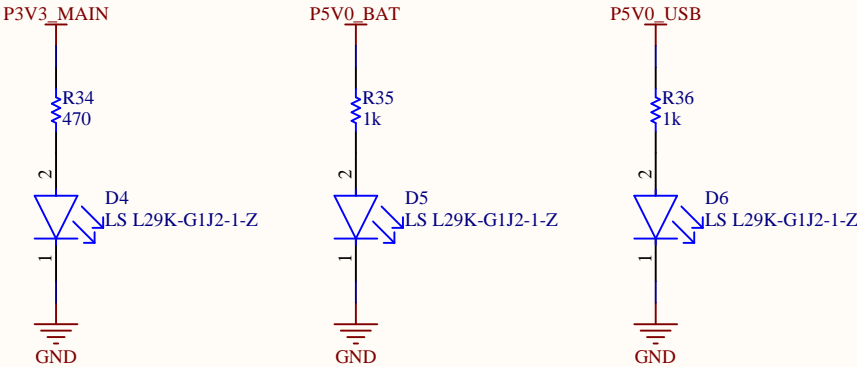 P3V3_MAIN
P5V0_BAT
P5V0_USB
R34
470
R35
1k
R36
1k
2
2
2
D4
LS L29K-G1J2-1-Z
D5
LS L29K-G1J2-1-Z
D6
LS L29K-G1J2-1-Z
1
1
1
GND
GND
GND